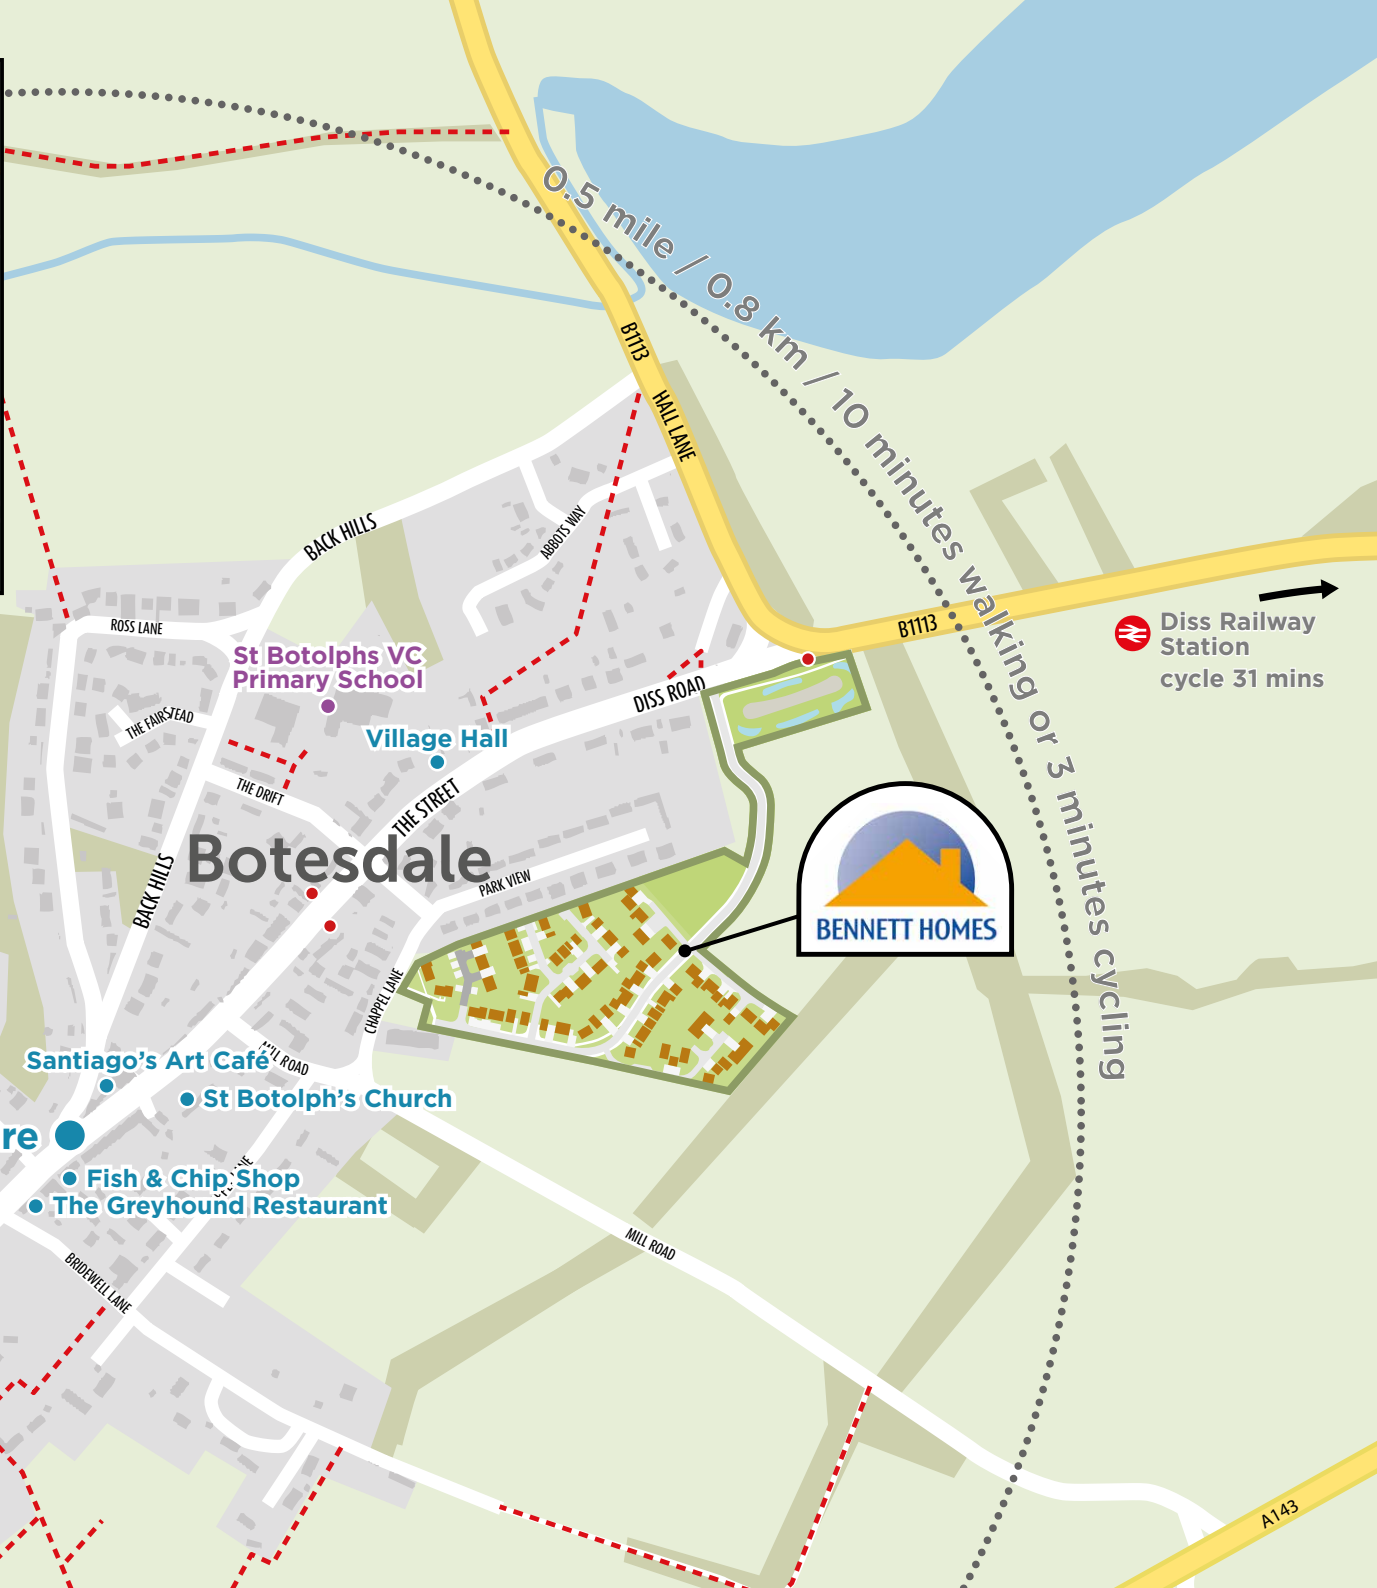 0.5 mile / 0.8 km / 10 minutes walking or 3 minutes cycling
B1113
HALL LANE
BACK HILLS
ABBOTS WAY
B1113
Diss Railway
Station
cycle 31 mins
ROSS LANE
St Botolphs VC
Primary School
DISS ROAD
THE FAIRSTEAD
Village Hall
THE DRIFT
THE STREET
Botesdale
BACK HILLS
PARK VIEW
BENNETT HOMES
CHAPPEL LANE
MILL ROAD
Santiago's Art Café
St Botolph's Church
re
Fish & Chip Shop
The Greyhound Restaurant
MILL ROAD
BRIDEWELL LANE
A143